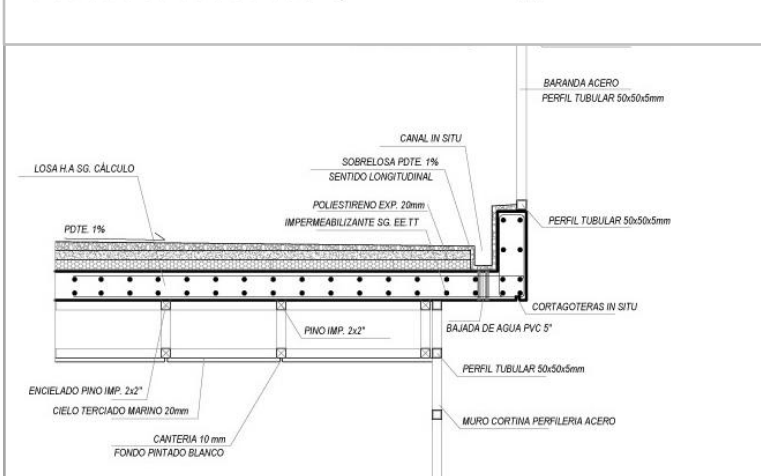 BARANDA ACERO
PERFIL TUBULAR 50x50x5mm
CANAL IN SITU
LOSA H.A SG. CÁLCULO
SOBRELOSA PDTE. 1%
SENTIDO LONGITUDINAL
POLIESTIRENO EXP. 20mm
PDTE. 1%
IMPERMEABILIZANTE SG. EE.TT
PERFIL TUBULAR 50x50x5mm
CORTAGOTERAS IN SITU
PINO IMP. 2x2"
BAJADA DE AGUA PVC 5"
PERFIL TUBULAR 50x50x5mm
ENCIELADO PINO IMP. 2x2"
CIELO TERCIADO MARINO 20mm
MURO CORTINA PERFILERIA ACERO
CANTERIA 10 mm
FONDO PINTADO BLANCO